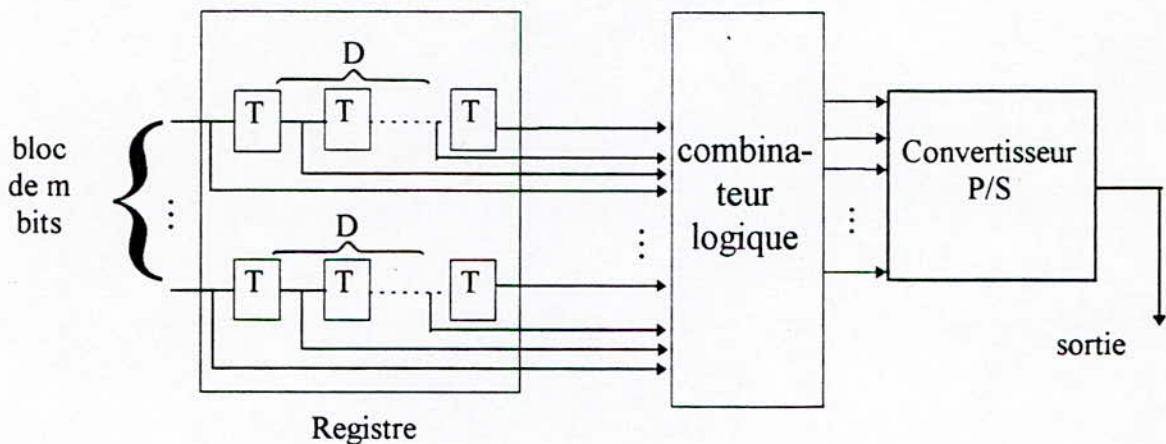 D
T T T
bloc
de m
bits
⋮
D
T T T
Registre
⋮
combina-
teur
logique
⋮
Convertisseur
P/S
sortie